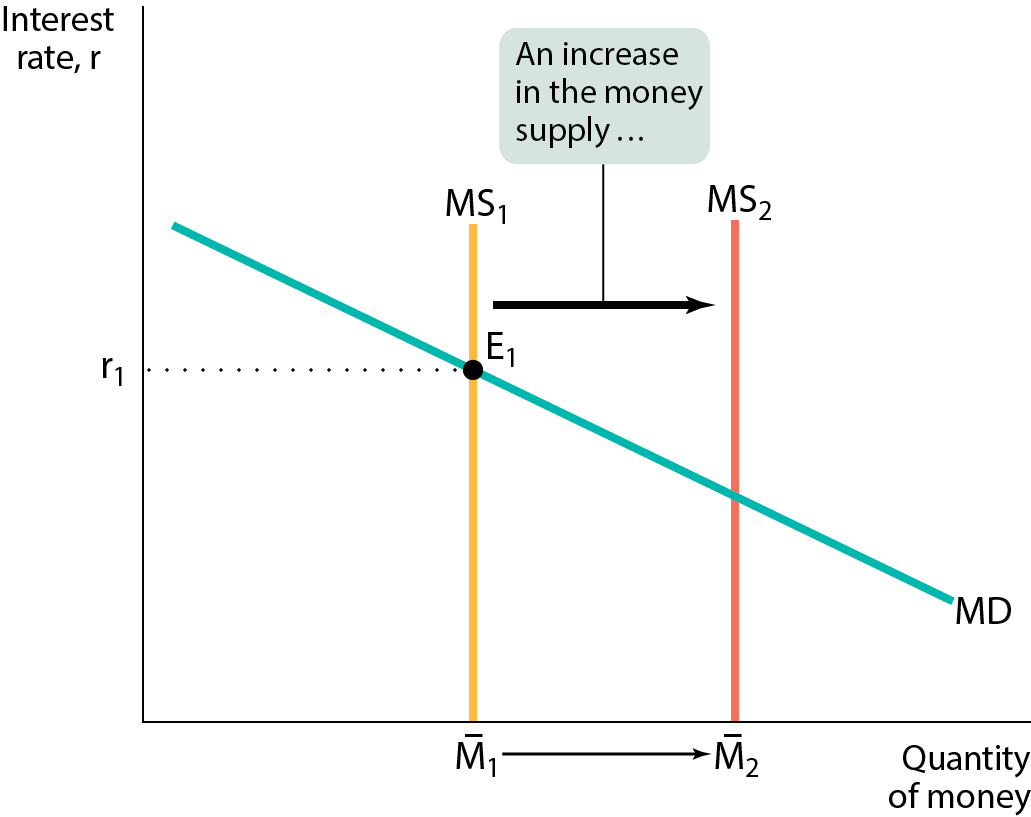 Interest
rate, r
An increase
in the money
supply …
MS₁
MS₂
E₁
r₁
MD
M̅₁
M̅₂
Quantity
of money